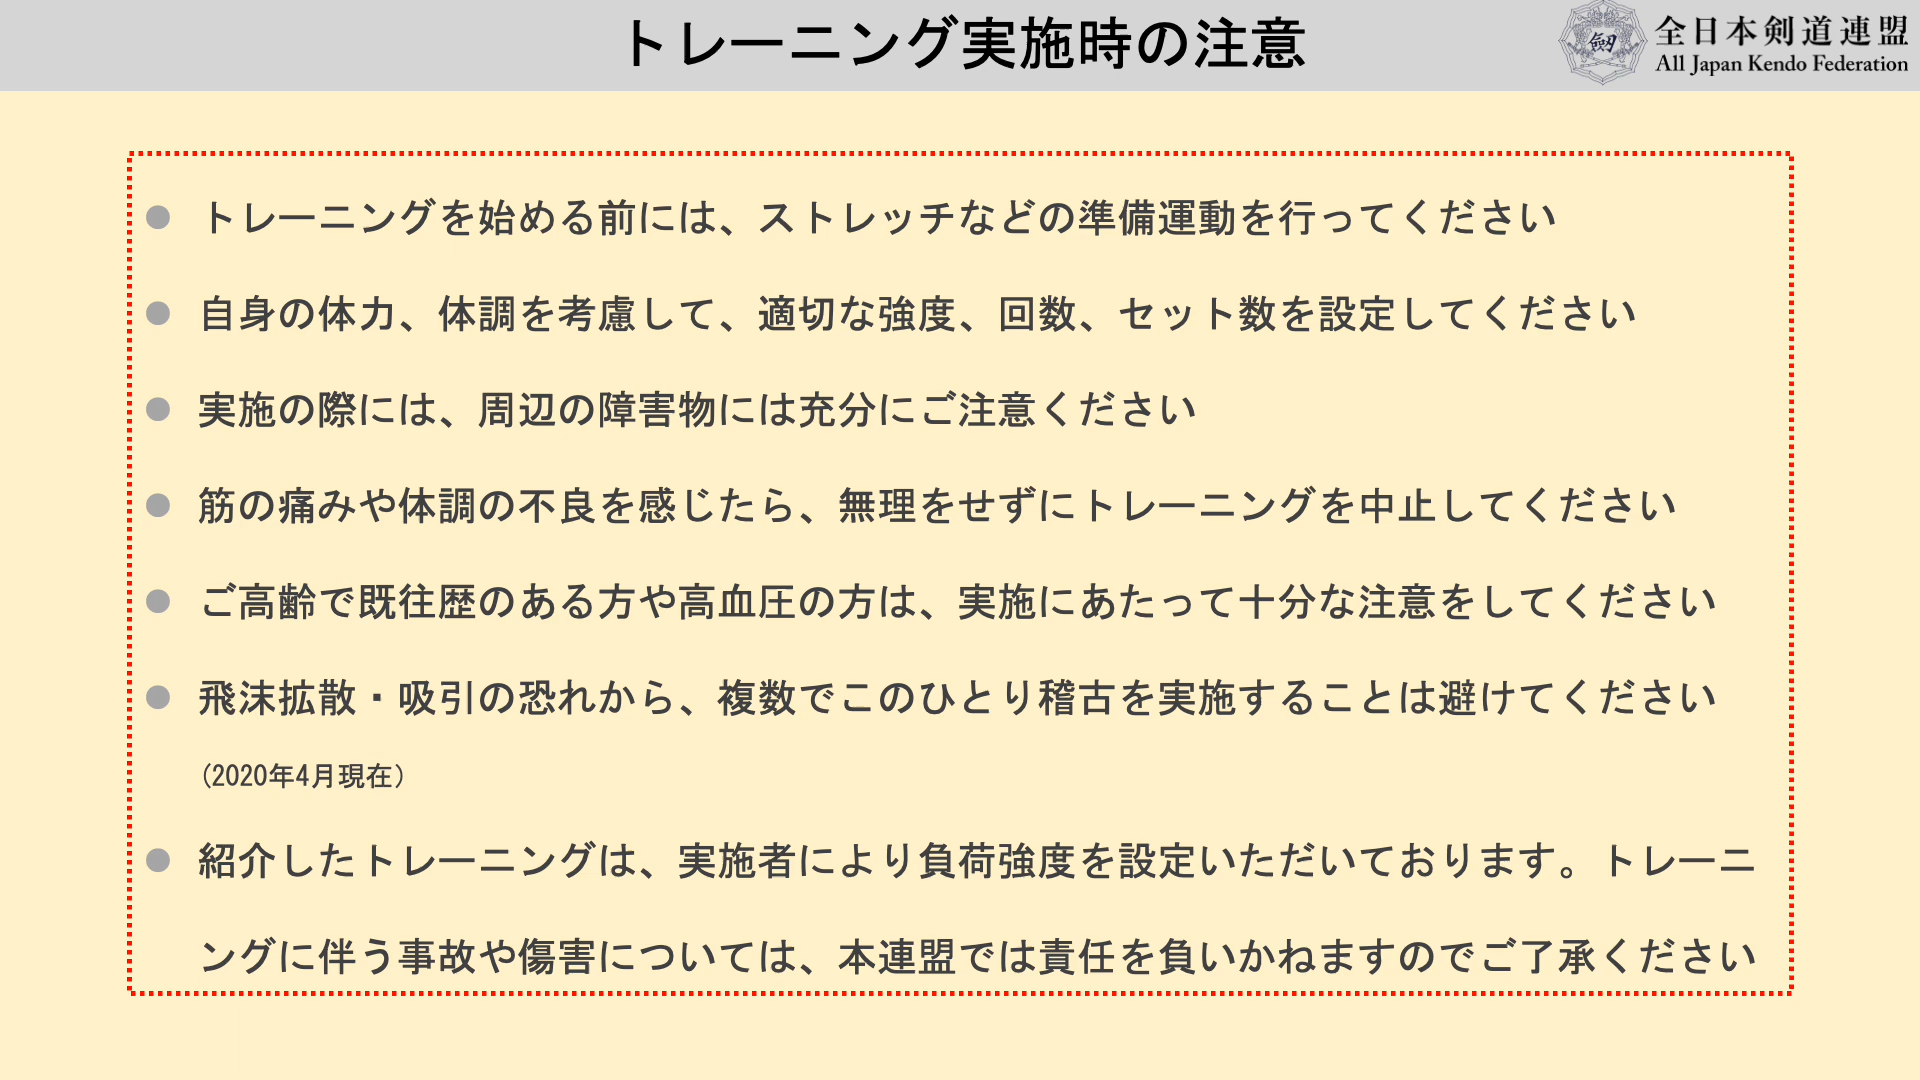 トレーニング実施時の注意
全日本剣道連盟
All Japan Kendo Federation
● トレーニングを始める前には、ストレッチなどの準備運動を行ってください
● 自身の体力、体調を考慮して、適切な強度、回数、セット数を設定してください
● 実施の際には、周辺の障害物には充分にご注意ください
● 筋の痛みや体調の不良を感じたら、無理をせずにトレーニングを中止してください
● ご高齢で既往歴のある方や高血圧の方は、実施にあたって十分な注意をしてください
● 飛沫拡散・吸引の恐れから、複数でこのひとり稽古を実施することは避けてください
(2020年4月現在)
● 紹介したトレーニングは、実施者により負荷強度を設定いただいております。トレーニ
ングに伴う事故や傷害については、本連盟では責任を負いかねますのでご了承ください